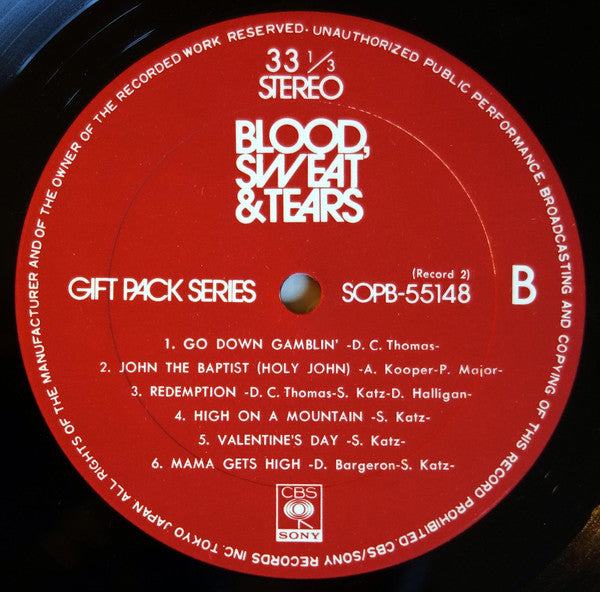 ALL RIGHTS OF THE MANUFACTURER AND OF THE OWNER OF THE RECORDED WORK RESERVED· UNAUTHORIZED PUBLIC PERFORMANCE, BROADCASTING AND COPYING OF THIS RECORD PROHIBITED. CBS/SONY RECORDS INC. TOKYO JAPAN
33 1/3
STEREO
BLOOD,
SWEAT
&TEARS
GIFT PACK SERIES
(Record 2)
SOPB-55148
B
1. GO DOWN GAMBLIN' -D. C. Thomas-
2. JOHN THE BAPTIST (HOLY JOHN) -A. Kooper-P. Major-
3. REDEMPTION -D. C. Thomas-S. Katz-D. Halligan-
4. HIGH ON A MOUNTAIN -S. Katz-
5. VALENTINE'S DAY -S. Katz-
6. MAMA GETS HIGH -D. Bargeron-S. Katz-
CBS
SONY